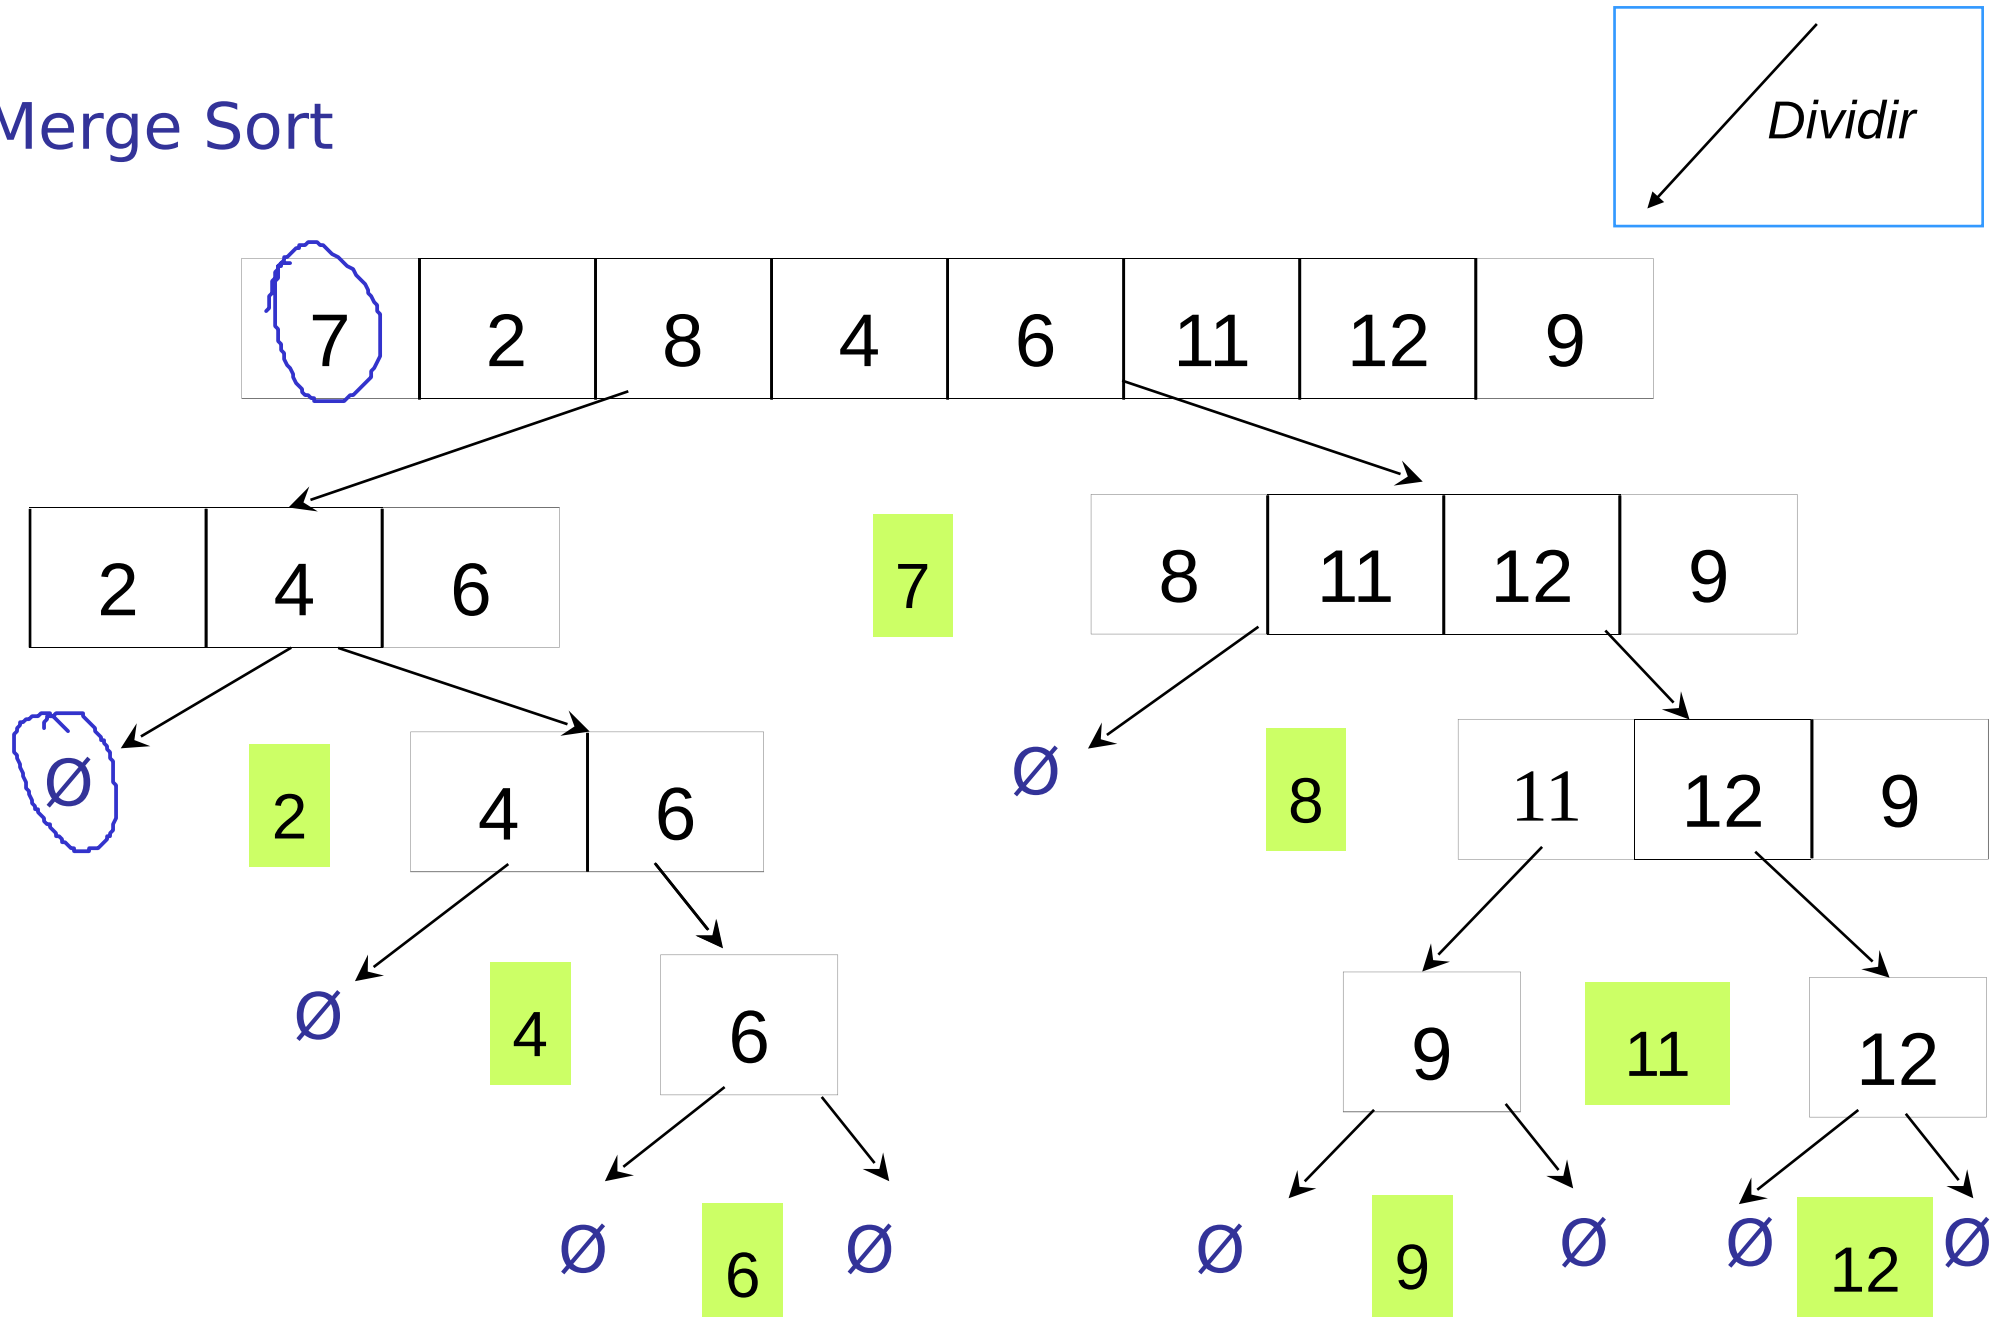 Merge Sort
Dividir
7 2 8 4 6 11 12 9
2 4 6 7 8 11 12 9
Ø 2 4 6 Ø 8 11 12 9
Ø 4 6 9 11 12
Ø 6 Ø Ø 9 Ø Ø 12 Ø